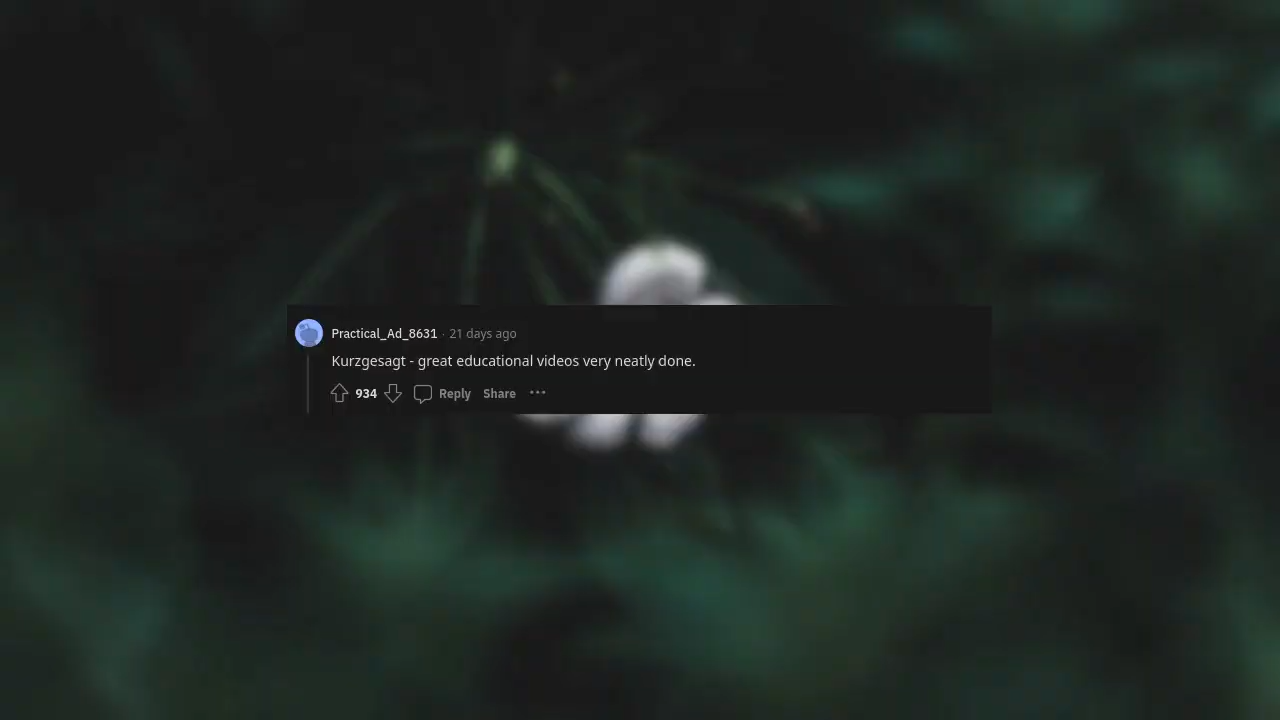 Practical_Ad_8631 · 21 days ago
Kurzgesagt - great educational videos very neatly done.
934 Reply Share ···